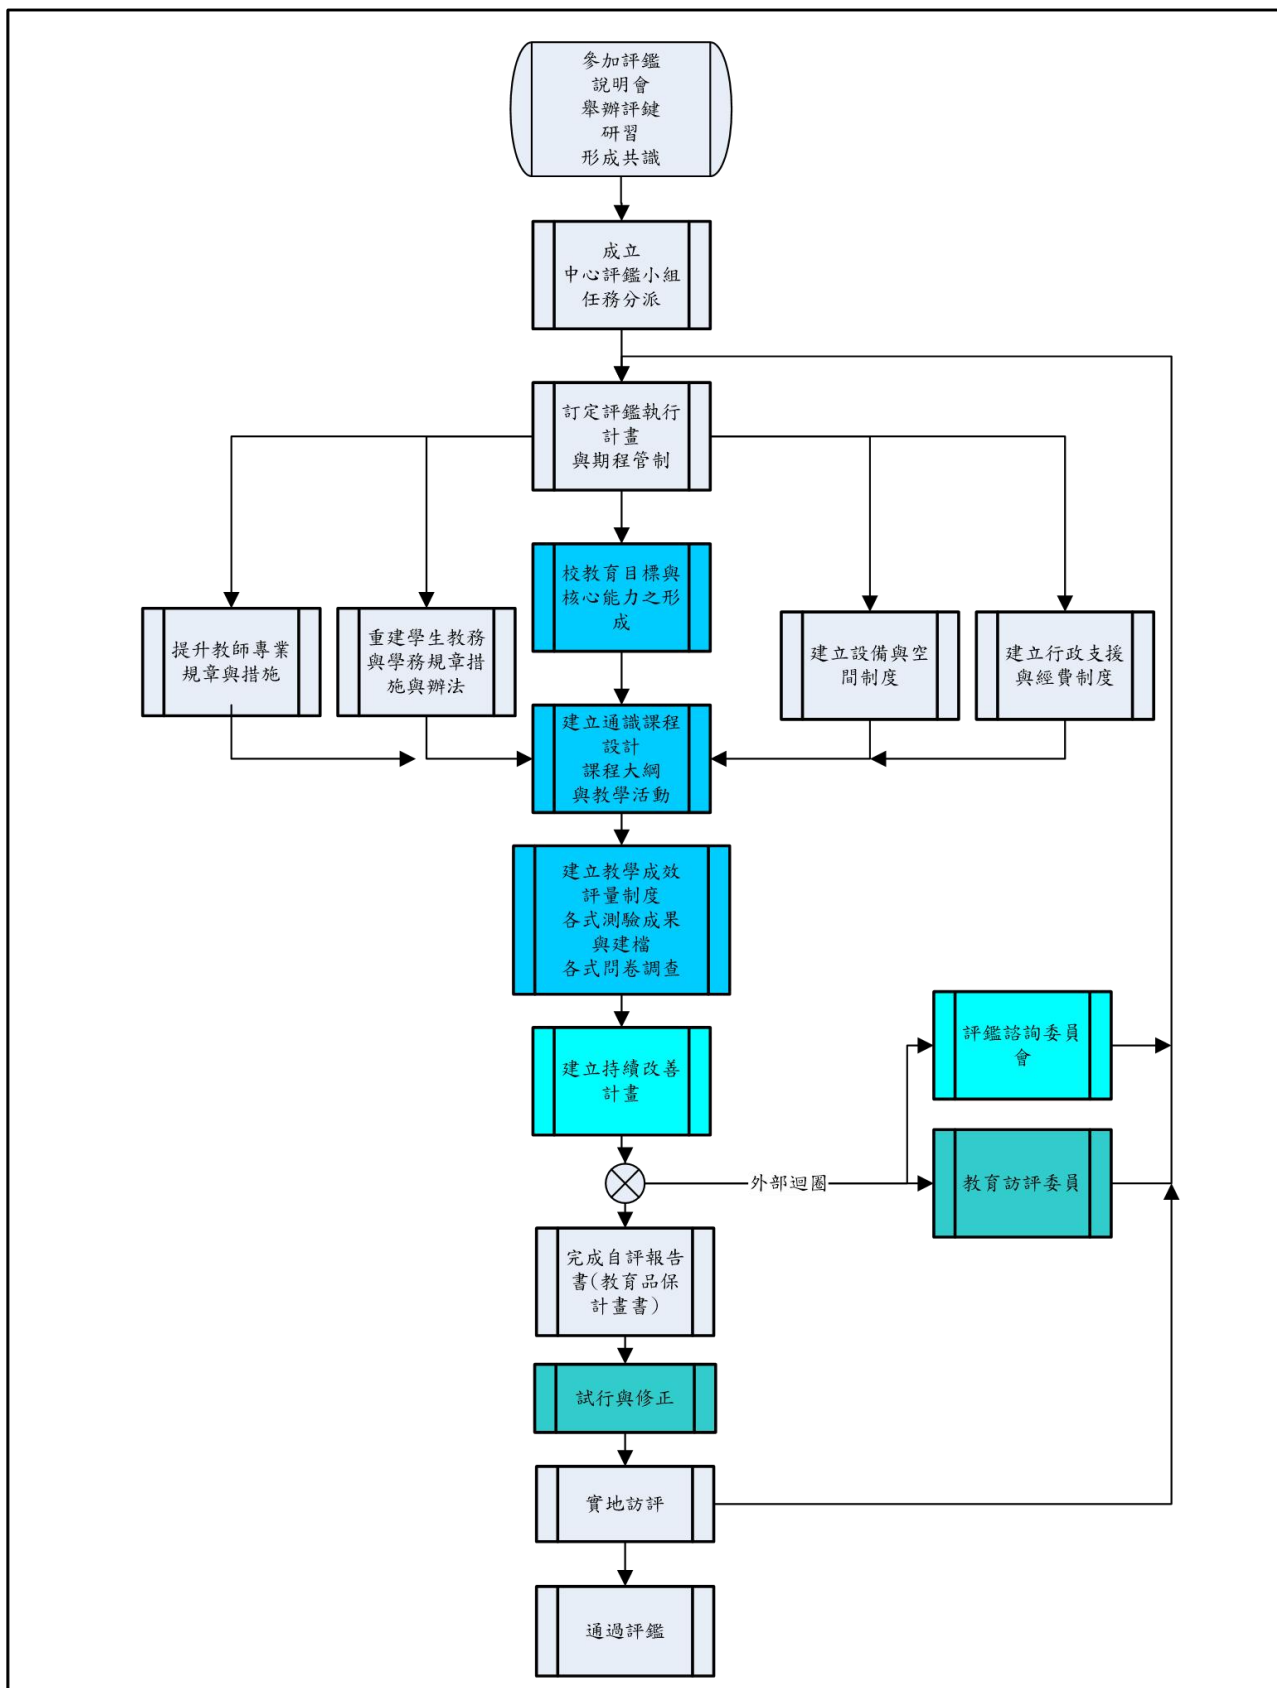 參加評鑑
說明會
舉辦評鍵
研習
形成共識
成立
中心評鑑小組
任務分派
訂定評鑑執行
計畫
與期程管制
校教育目標與
核心能力之形
成
提升教師專業
規章與措施
重建學生教務
與學務規章措
施與辦法
建立設備與空
間制度
建立行政支援
與經費制度
建立通識課程
設計
課程大綱
與教學活動
建立教學成效
評量制度
各式測驗成果
與建檔
各式問卷調查
建立持續改善
計畫
評鑑諮詢委員
會
外部迴圈
教育訪評委員
完成自評報告
書(教育品保
計畫書)
試行與修正
實地訪評
通過評鑑